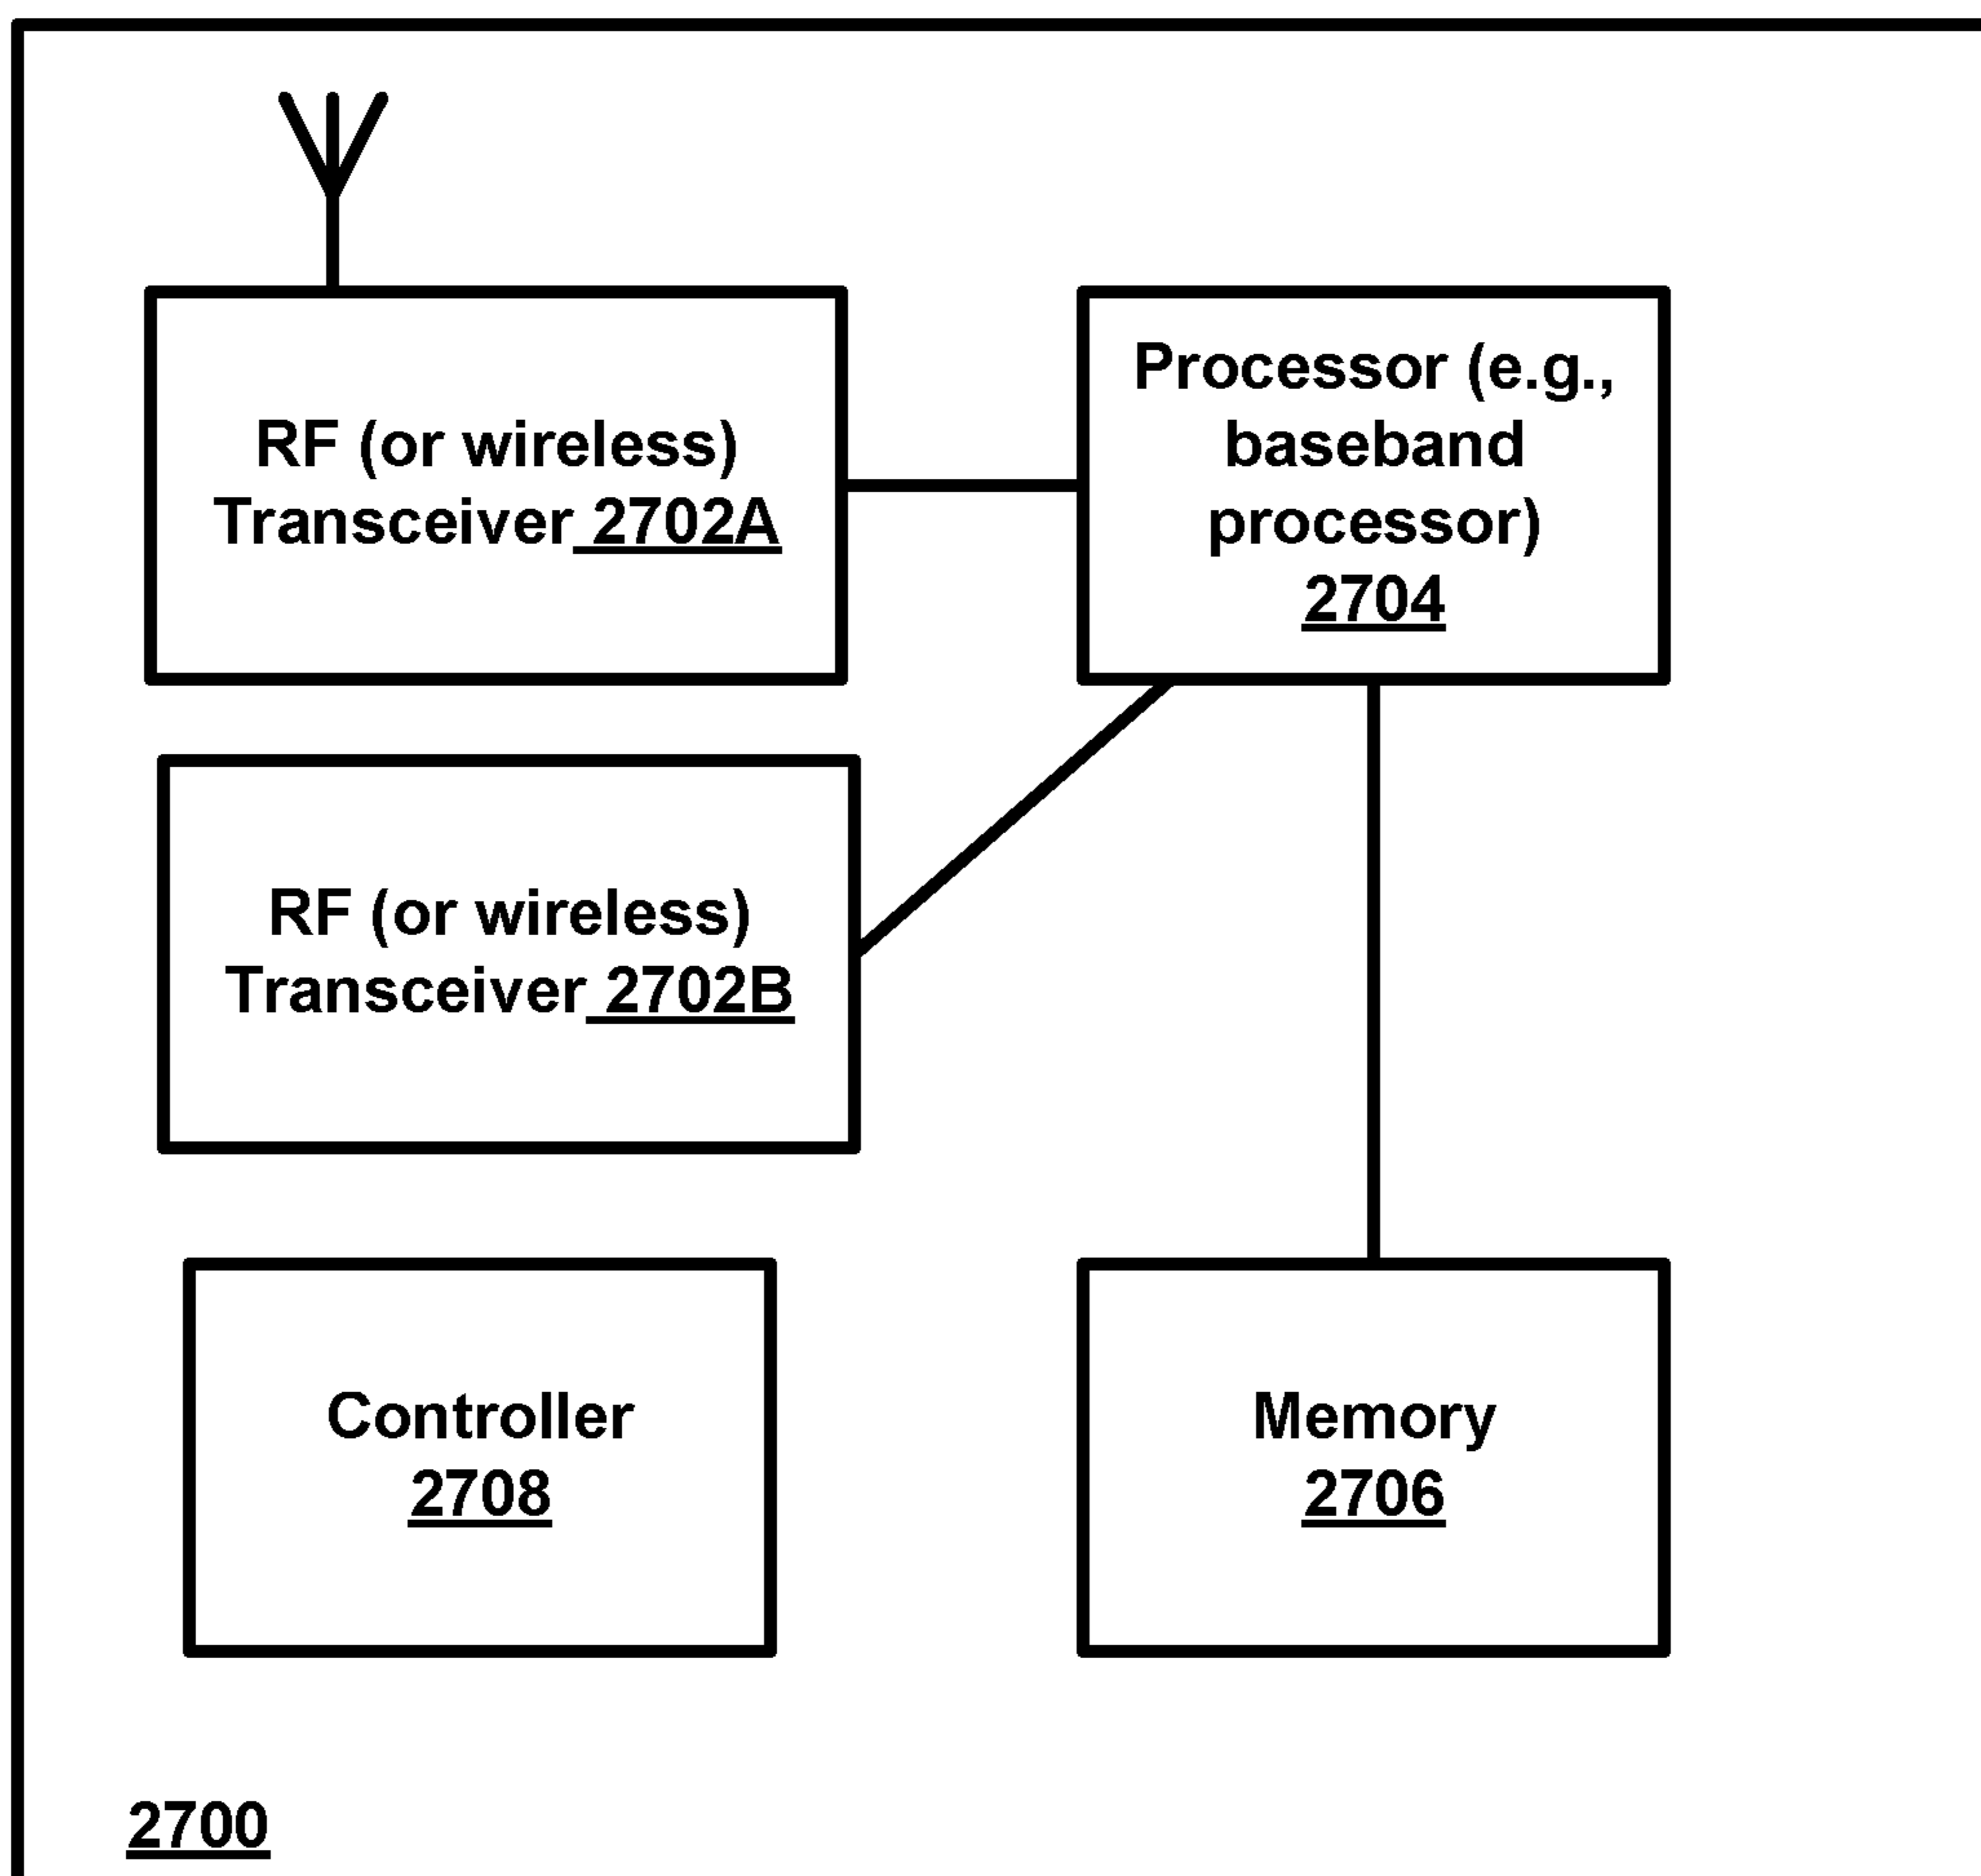 RF (or wireless)
Transceiver 2702A
Processor (e.g.,
baseband
processor)
2704
RF (or wireless)
Transceiver 2702B
Controller
2708
Memory
2706
2700